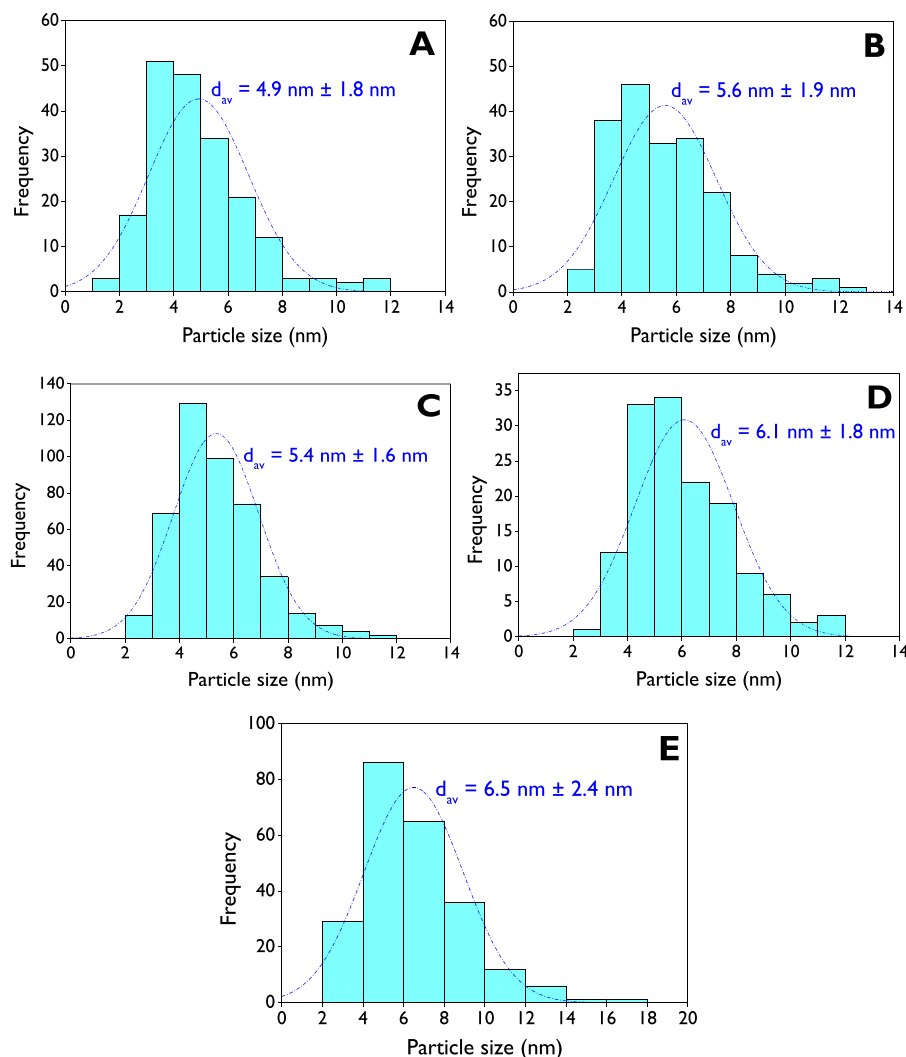 A
d_av = 4.9 nm ± 1.8 nm
Frequency
60
50
40
30
20
10
0
0 2 4 6 8 10 12 14
Particle size (nm)
B
d_av = 5.6 nm ± 1.9 nm
Frequency
60
50
40
30
20
10
0
0 2 4 6 8 10 12 14
Particle size (nm)
C
d_av = 5.4 nm ± 1.6 nm
Frequency
140
120
100
80
60
40
20
0
0 2 4 6 8 10 12 14
Particle size (nm)
D
d_av = 6.1 nm ± 1.8 nm
Frequency
35
30
25
20
15
10
5
0
0 2 4 6 8 10 12 14
Particle size (nm)
E
d_av = 6.5 nm ± 2.4 nm
Frequency
100
80
60
40
20
0
0 2 4 6 8 10 12 14 16 18 20
Particle size (nm)